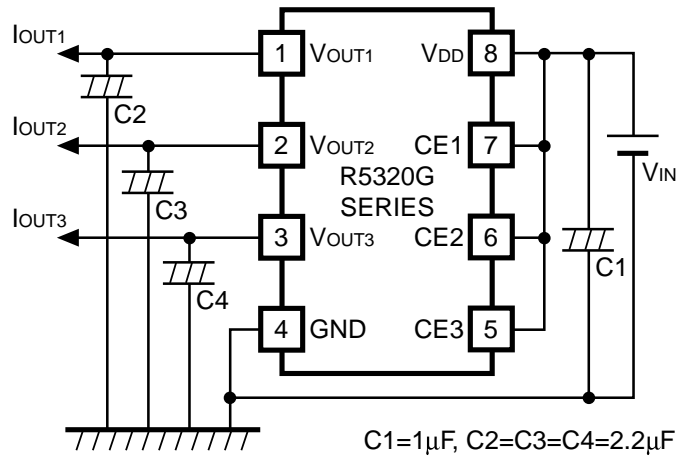 IOUT1
1 VOUT1
VDD 8
C2
IOUT2
2 VOUT2
CE1 7
R5320G
SERIES
VIN
C3
IOUT3
3 VOUT3
CE2 6
C1
C4
4 GND
CE3 5
C1=1μF, C2=C3=C4=2.2μF